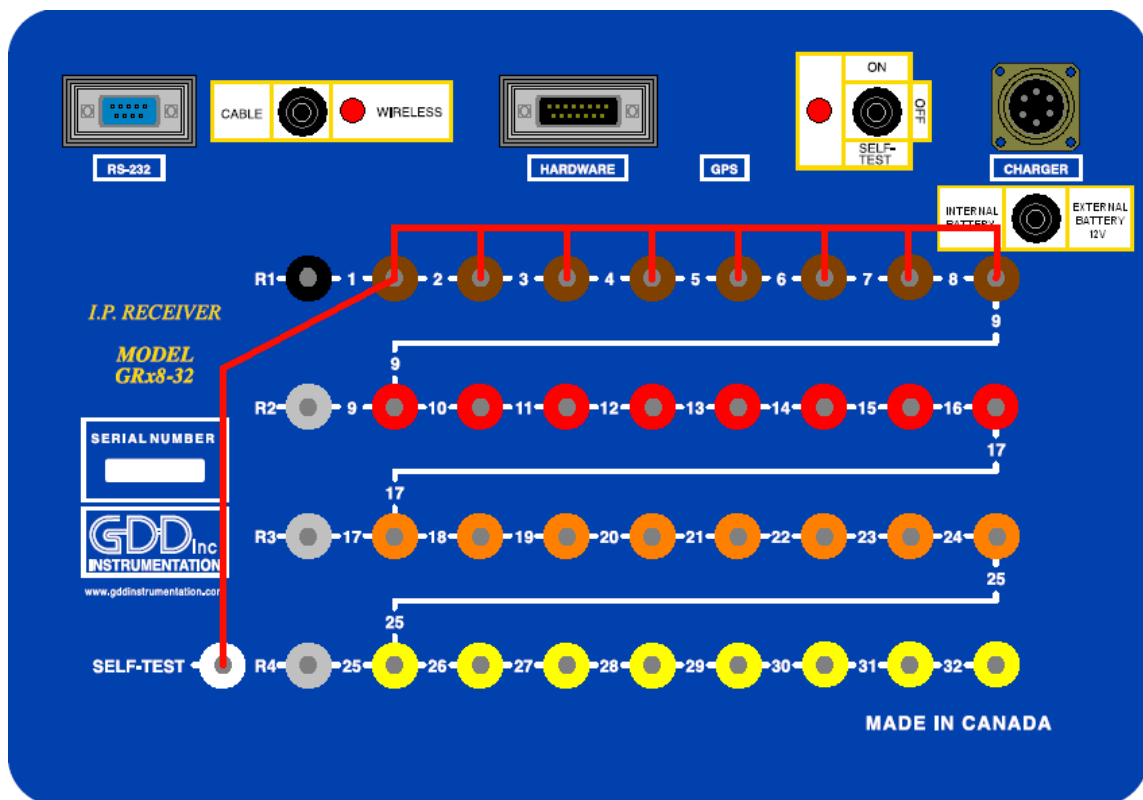 ON
OFF
SELF-
TEST
CABLE
WIRELESS
RS-232
HARDWARE
GPS
CHARGER
INTERNAL
BATTERY
EXTERNAL
BATTERY
12V
R1 1 2 3 4 5 6 7 8
9
I.P. RECEIVER
MODEL
GRx8-32
9
R2 9 10 11 12 13 14 15 16
SERIAL NUMBER
17
17
R3 17 18 19 20 21 22 23 24
GDD Inc
INSTRUMENTATION
www.gddinstrumentation.com
25
25
SELF-TEST R4 25 26 27 28 29 30 31 32
MADE IN CANADA